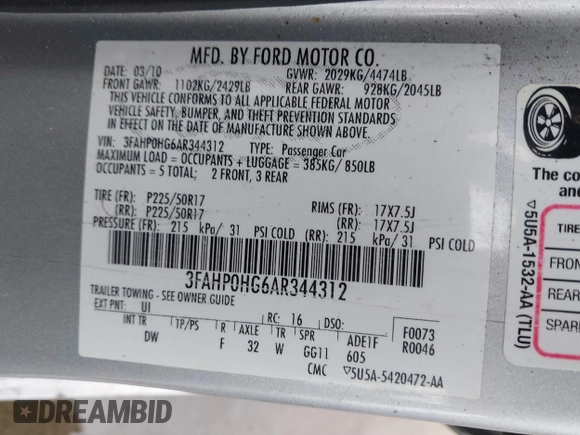 MFD. BY FORD MOTOR CO.
DATE: 03/10 GVWR: 2029KG/4474LB
FRONT GAWR: 1102KG/2429LB REAR GAWR: 928KG/2045LB
THIS VEHICLE CONFORMS TO ALL APPLICABLE FEDERAL MOTOR
VEHICLE SAFETY, BUMPER, AND THEFT PREVENTION STANDARDS
IN EFFECT ON THE DATE OF MANUFACTURE SHOWN ABOVE.
VIN: 3FAHP0HG6AR344312 TYPE: Passenger Car
MAXIMUM LOAD = OCCUPANTS + LUGGAGE = 385KG/ 850LB
OCCUPANTS = 5 TOTAL; 2 FRONT, 3 REAR
TIRE (FR): P225/50R17 RIMS (FR): 17X7.5J
(RR): P225/50R17 (RR): 17X7.5J
PRESSURE (FR): 215 kPa/ 31 PSI COLD (RR): 215 kPa/ 31 PSI COLD
3FAHP0HG6AR344312
TRAILER TOWING - SEE OWNER GUIDE
EXT PNT: UI RC: 16 DSO: F0073
INT TR TP/PS R AXLE TR SPR ADE1F R0046
DW F 32 W GG11 605
CMC ▽5U5A-5420472-AA
The co
and
▽5U5A-1532-AA (TLU)
TIRE
FRON
REAR
SPAR
DREAMBID